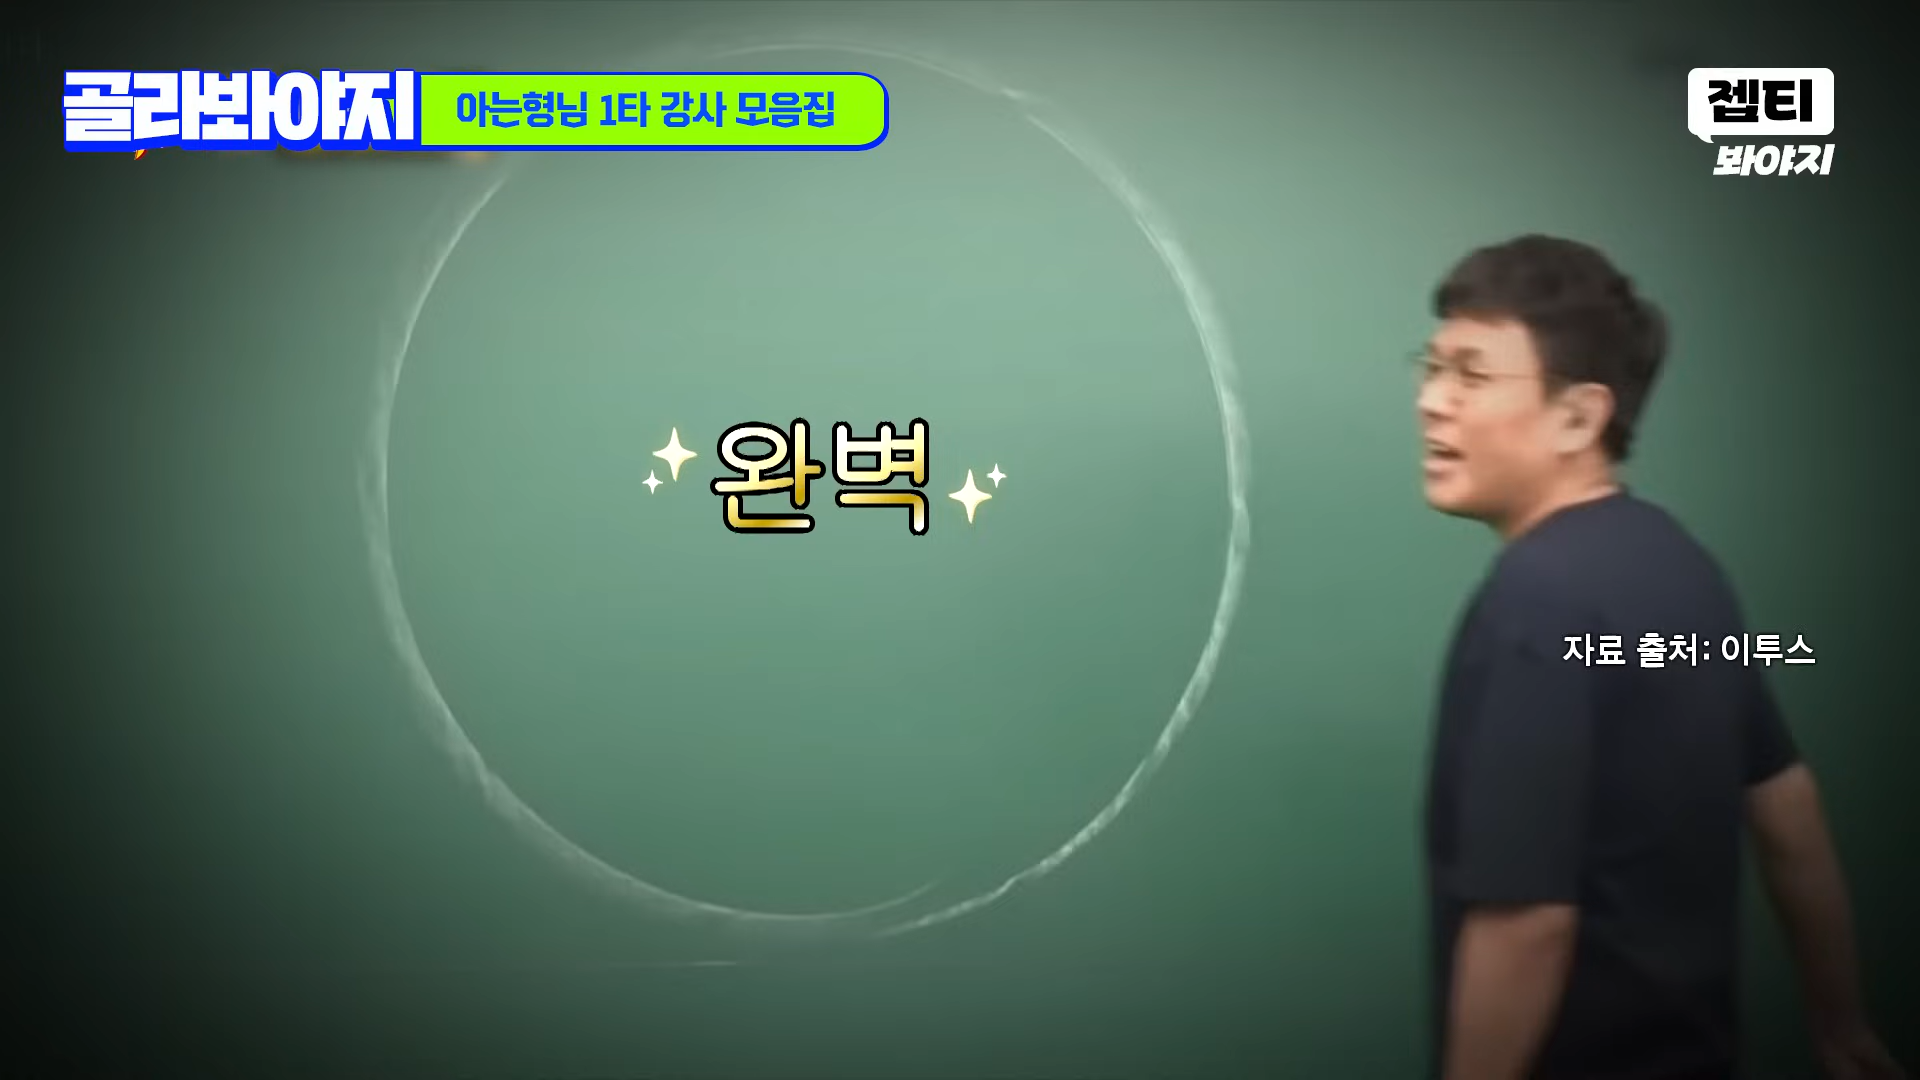 골라봐야지
아는형님 1타 강사 모음집
젭티
봐야지
완벽
자료 출처: 이투스